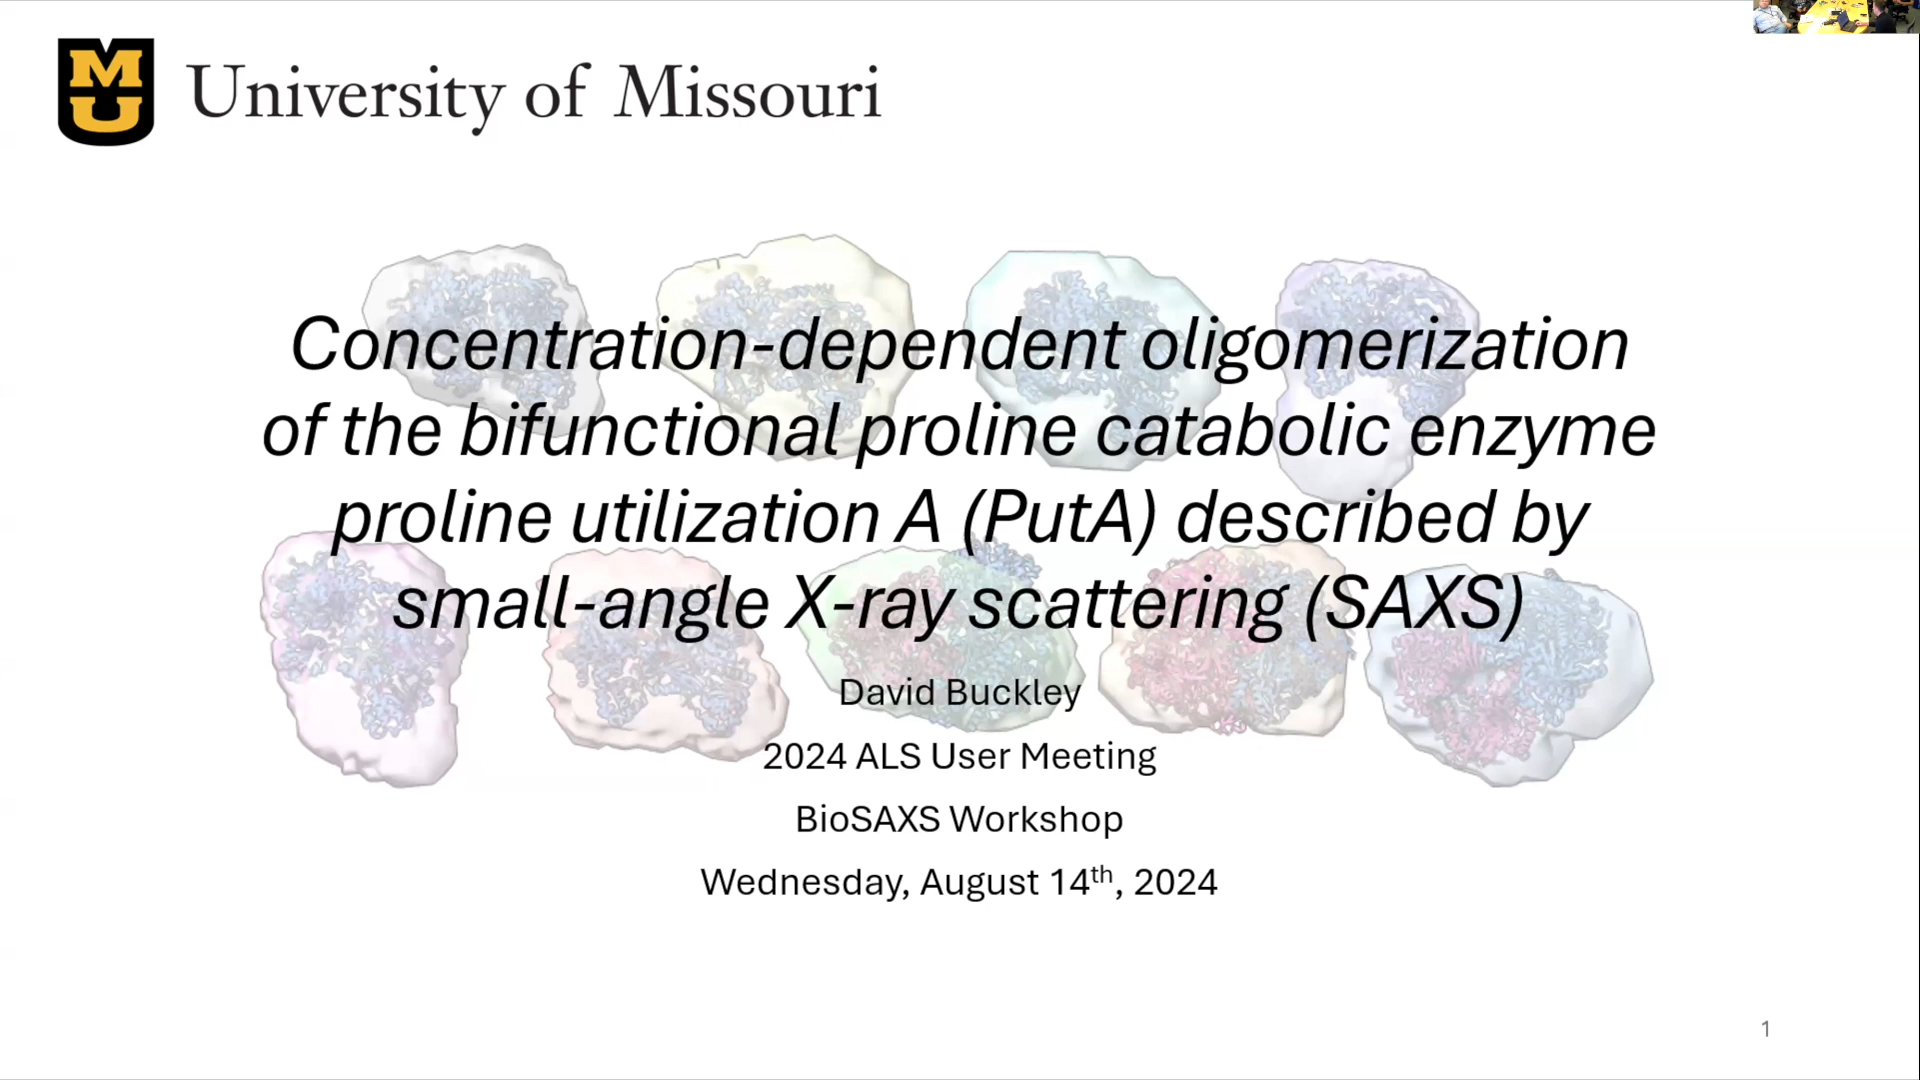 MU
University of Missouri
Concentration-dependent oligomerization
of the bifunctional proline catabolic enzyme
proline utilization A (PutA) described by
small-angle X-ray scattering (SAXS)
David Buckley
2024 ALS User Meeting
BioSAXS Workshop
Wednesday, August 14th, 2024
1